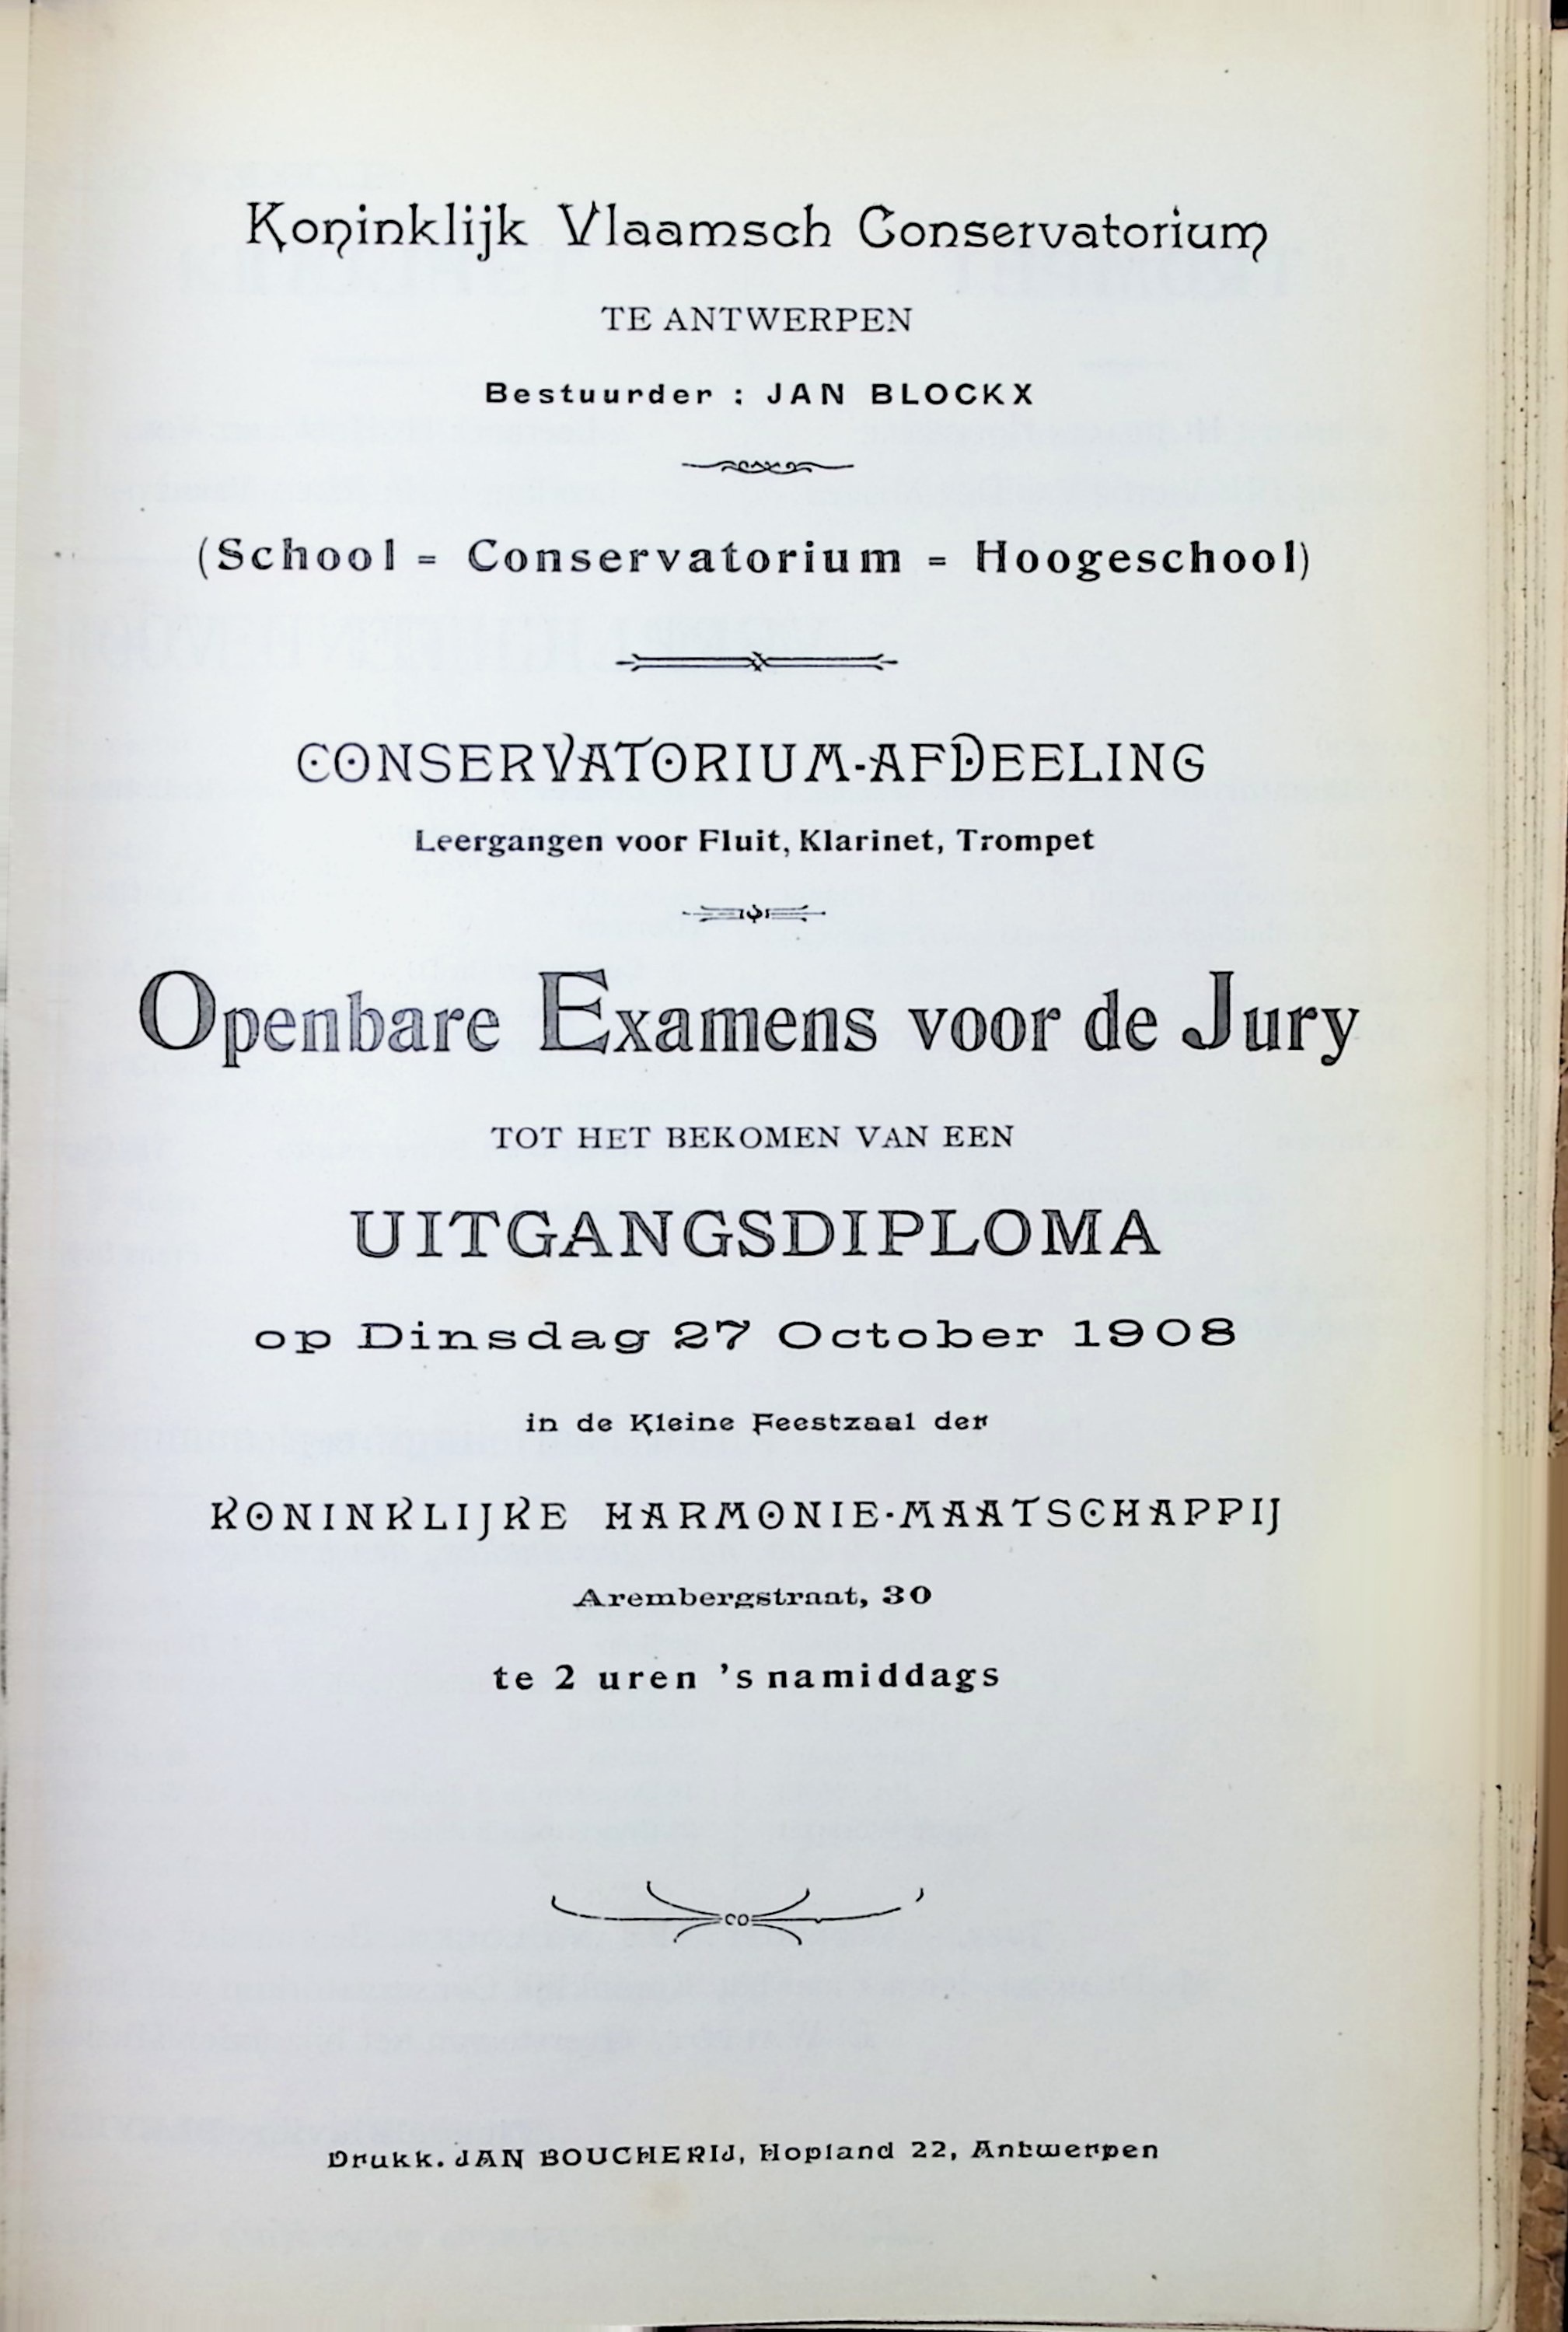 Koninklijk Vlaamsch Conservatorium
TE ANTWERPEN
Bestuurder : JAN BLOCKX
(School = Conservatorium = Hoogeschool)
CONSERVATORIUM-AFDEELING
Leergangen voor Fluit, Klarinet, Trompet
Openbare Examens voor de Jury
TOT HET BEKOMEN VAN EEN
UITGANGSDIPLOMA
op Dinsdag 27 October 1908
in de Kleine Feestzaal der
KONINKLIJKE HARMONIE-MAATSCHAPPIJ
Arembergstraat, 30
te 2 uren 's namiddags
Drukk. JAN BOUCHERIJ, Hopland 22, Antwerpen